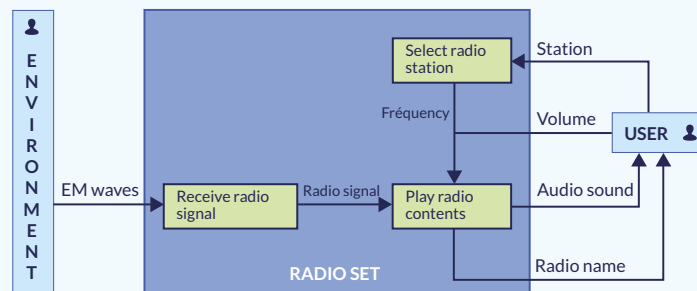 ENVIRONMENT
Select radio
station
Station
Fréquency
Volume
USER
EM waves
Receive radio
signal
Radio signal
Play radio
contents
Audio sound
Radio name
RADIO SET